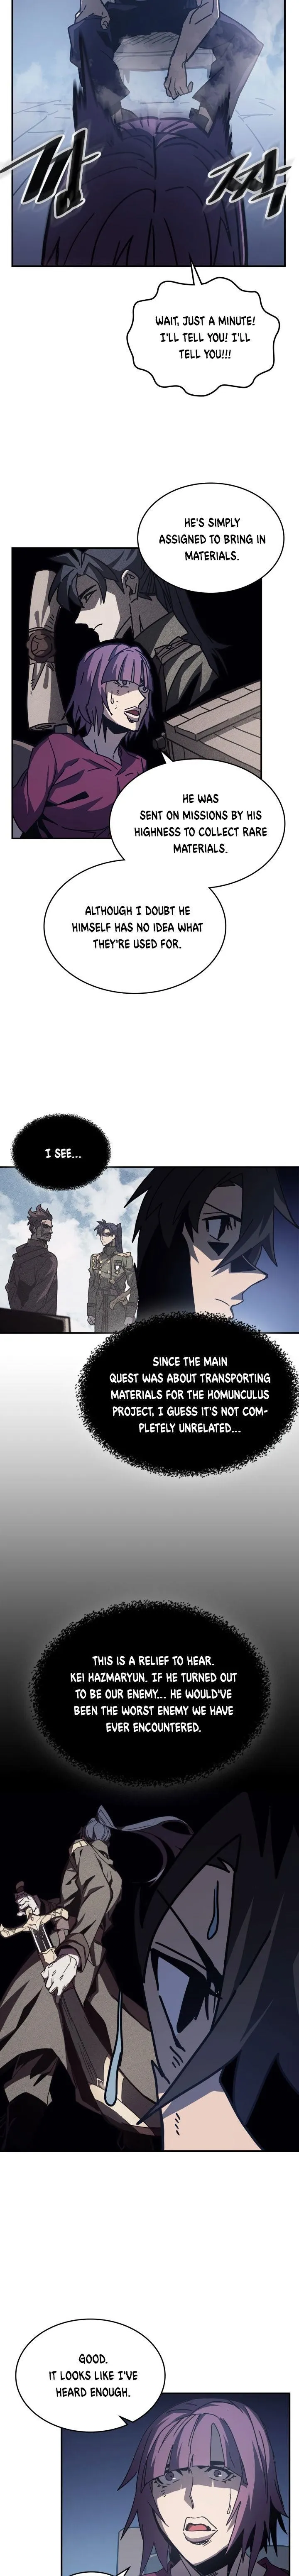 WAIT, JUST A MINUTE!
I'LL TELL YOU! I'LL
TELL YOU!!!
HE'S SIMPLY
ASSIGNED TO BRING IN
MATERIALS.
HE WAS
SENT ON MISSIONS BY HIS
HIGHNESS TO COLLECT RARE
MATERIALS.
ALTHOUGH I DOUBT HE
HIMSELF HAS NO IDEA WHAT
THEY'RE USED FOR.
I SEE...
SINCE THE MAIN
QUEST WAS ABOUT TRANSPORTING
MATERIALS FOR THE HOMUNCULUS
PROJECT, I GUESS IT'S NOT COM-
PLETELY UNRELATED...
THIS IS A RELIEF TO HEAR.
KEI HAZMARYUN. IF HE TURNED OUT
TO BE OUR ENEMY... HE WOULD'VE
BEEN THE WORST ENEMY WE HAVE
EVER ENCOUNTERED.
GOOD.
IT LOOKS LIKE I'VE
HEARD ENOUGH.